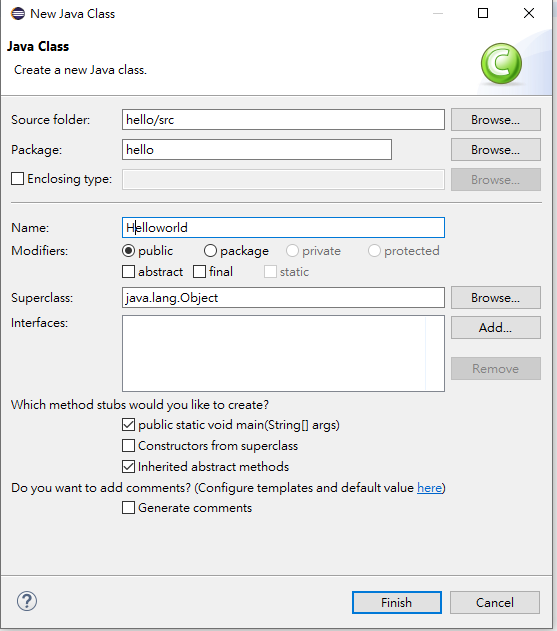 New Java Class
Java Class
Create a new Java class.
C
Source folder: hello/src Browse...
Package: hello Browse...
Enclosing type: Browse...
Name: Helloworld
Modifiers: public package private protected
abstract final static
Superclass: java.lang.Object Browse...
Interfaces: Add...
Remove
Which method stubs would you like to create?
public static void main(String[] args)
Constructors from superclass
Inherited abstract methods
Do you want to add comments? (Configure templates and default value here)
Generate comments
? Finish Cancel